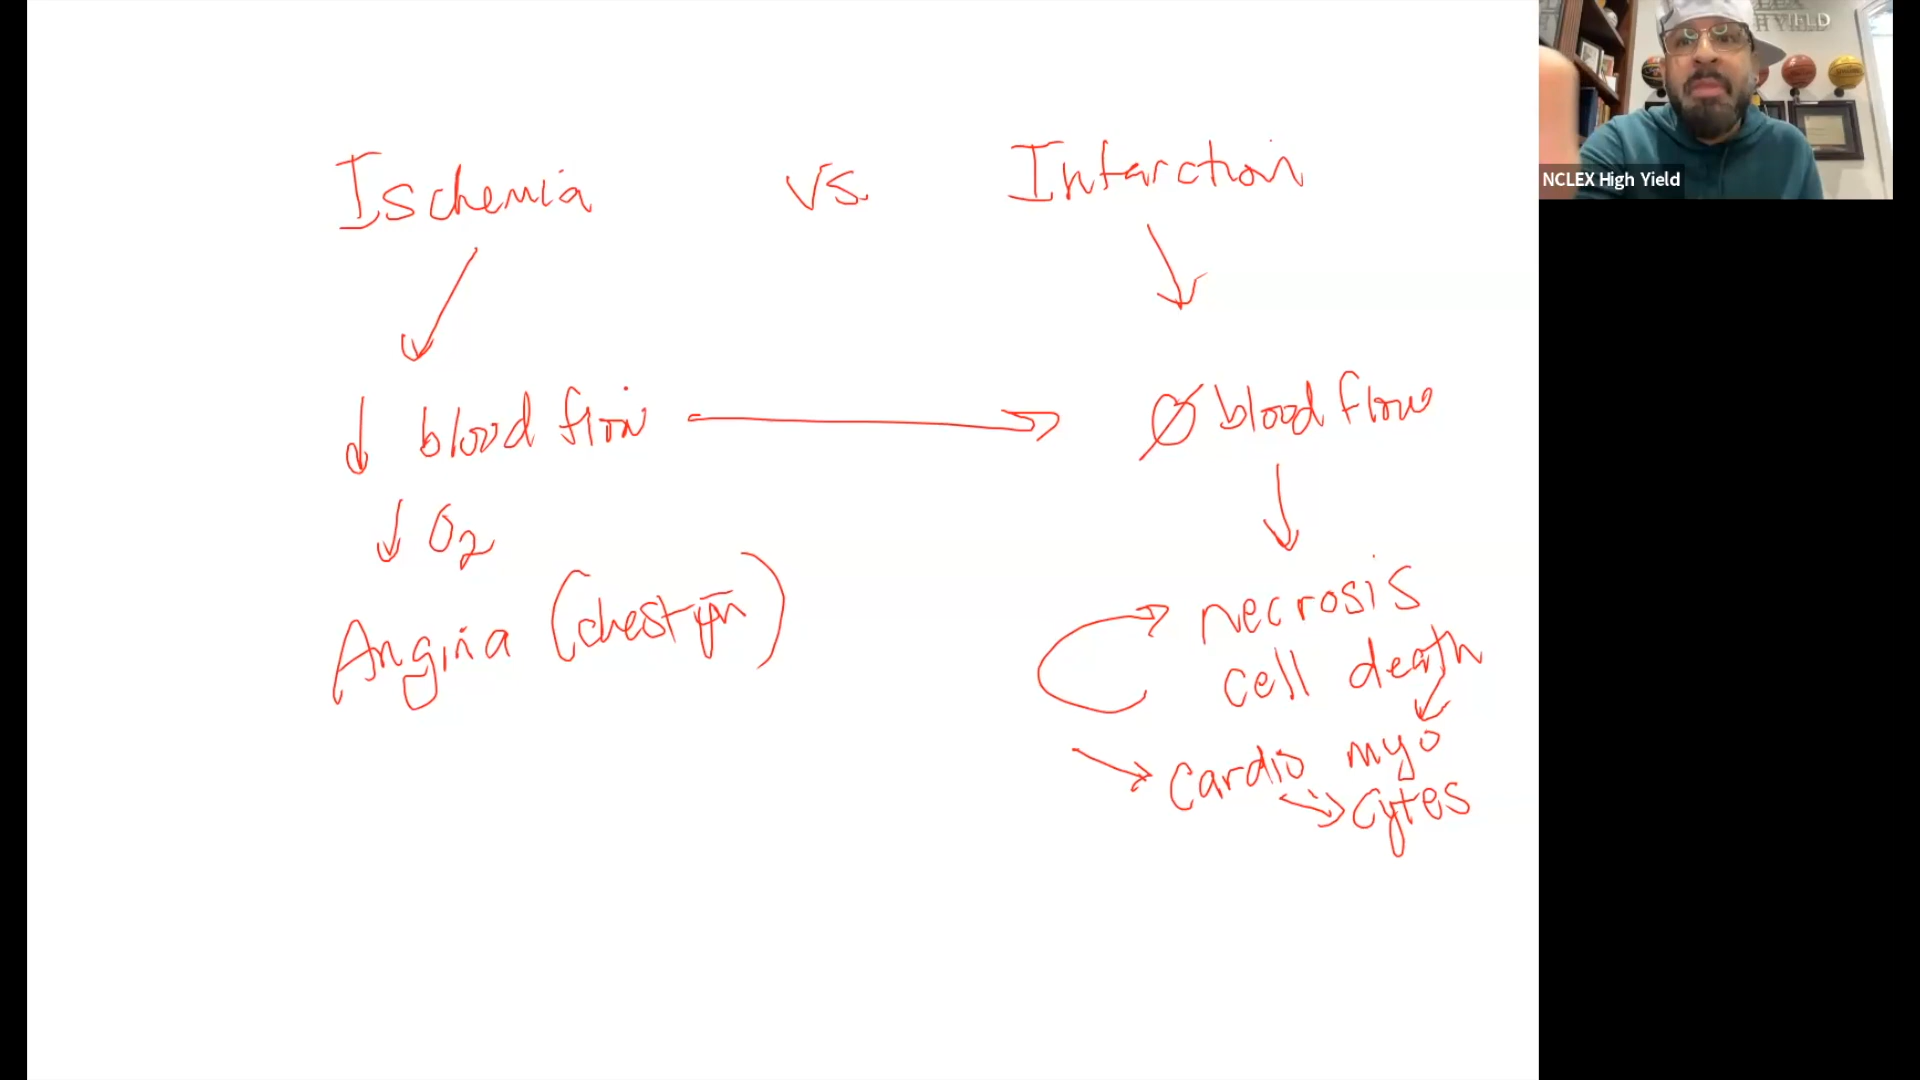 Ischemia vs. Infarction
↓ blood flow → Ø blood flow
↓ O2
Angina (chest pn)
necrosis
cell death
cardio myo
cytes
NCLEX High Yield
H YIELD